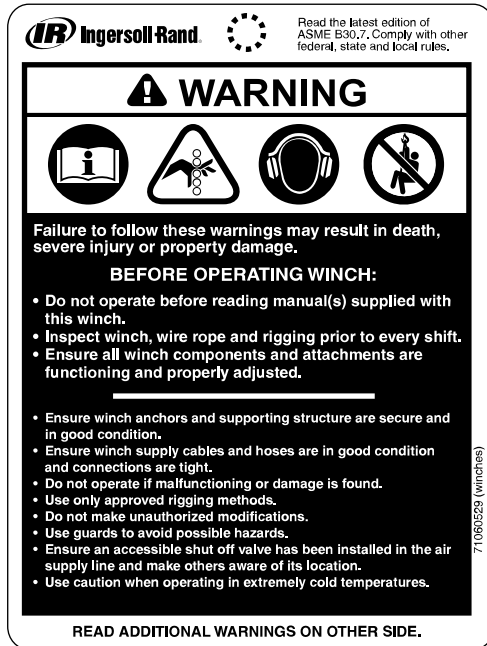 IR Ingersoll Rand
Read the latest edition of
ASME B30.7. Comply with other
federal, state and local rules.
WARNING
i
Failure to follow these warnings may result in death,
severe injury or property damage.
BEFORE OPERATING WINCH:
• Do not operate before reading manual(s) supplied with
this winch.
• Inspect winch, wire rope and rigging prior to every shift.
• Ensure all winch components and attachments are
functioning and properly adjusted.
• Ensure winch anchors and supporting structure are secure and
in good condition.
• Ensure winch supply cables and hoses are in good condition
and connections are tight.
• Do not operate if malfunctioning or damage is found.
• Use only approved rigging methods.
• Do not make unauthorized modifications.
• Use guards to avoid possible hazards.
• Ensure an accessible shut off valve has been installed in the air
supply line and make others aware of its location.
• Use caution when operating in extremely cold temperatures.
71060529 (winches)
READ ADDITIONAL WARNINGS ON OTHER SIDE.